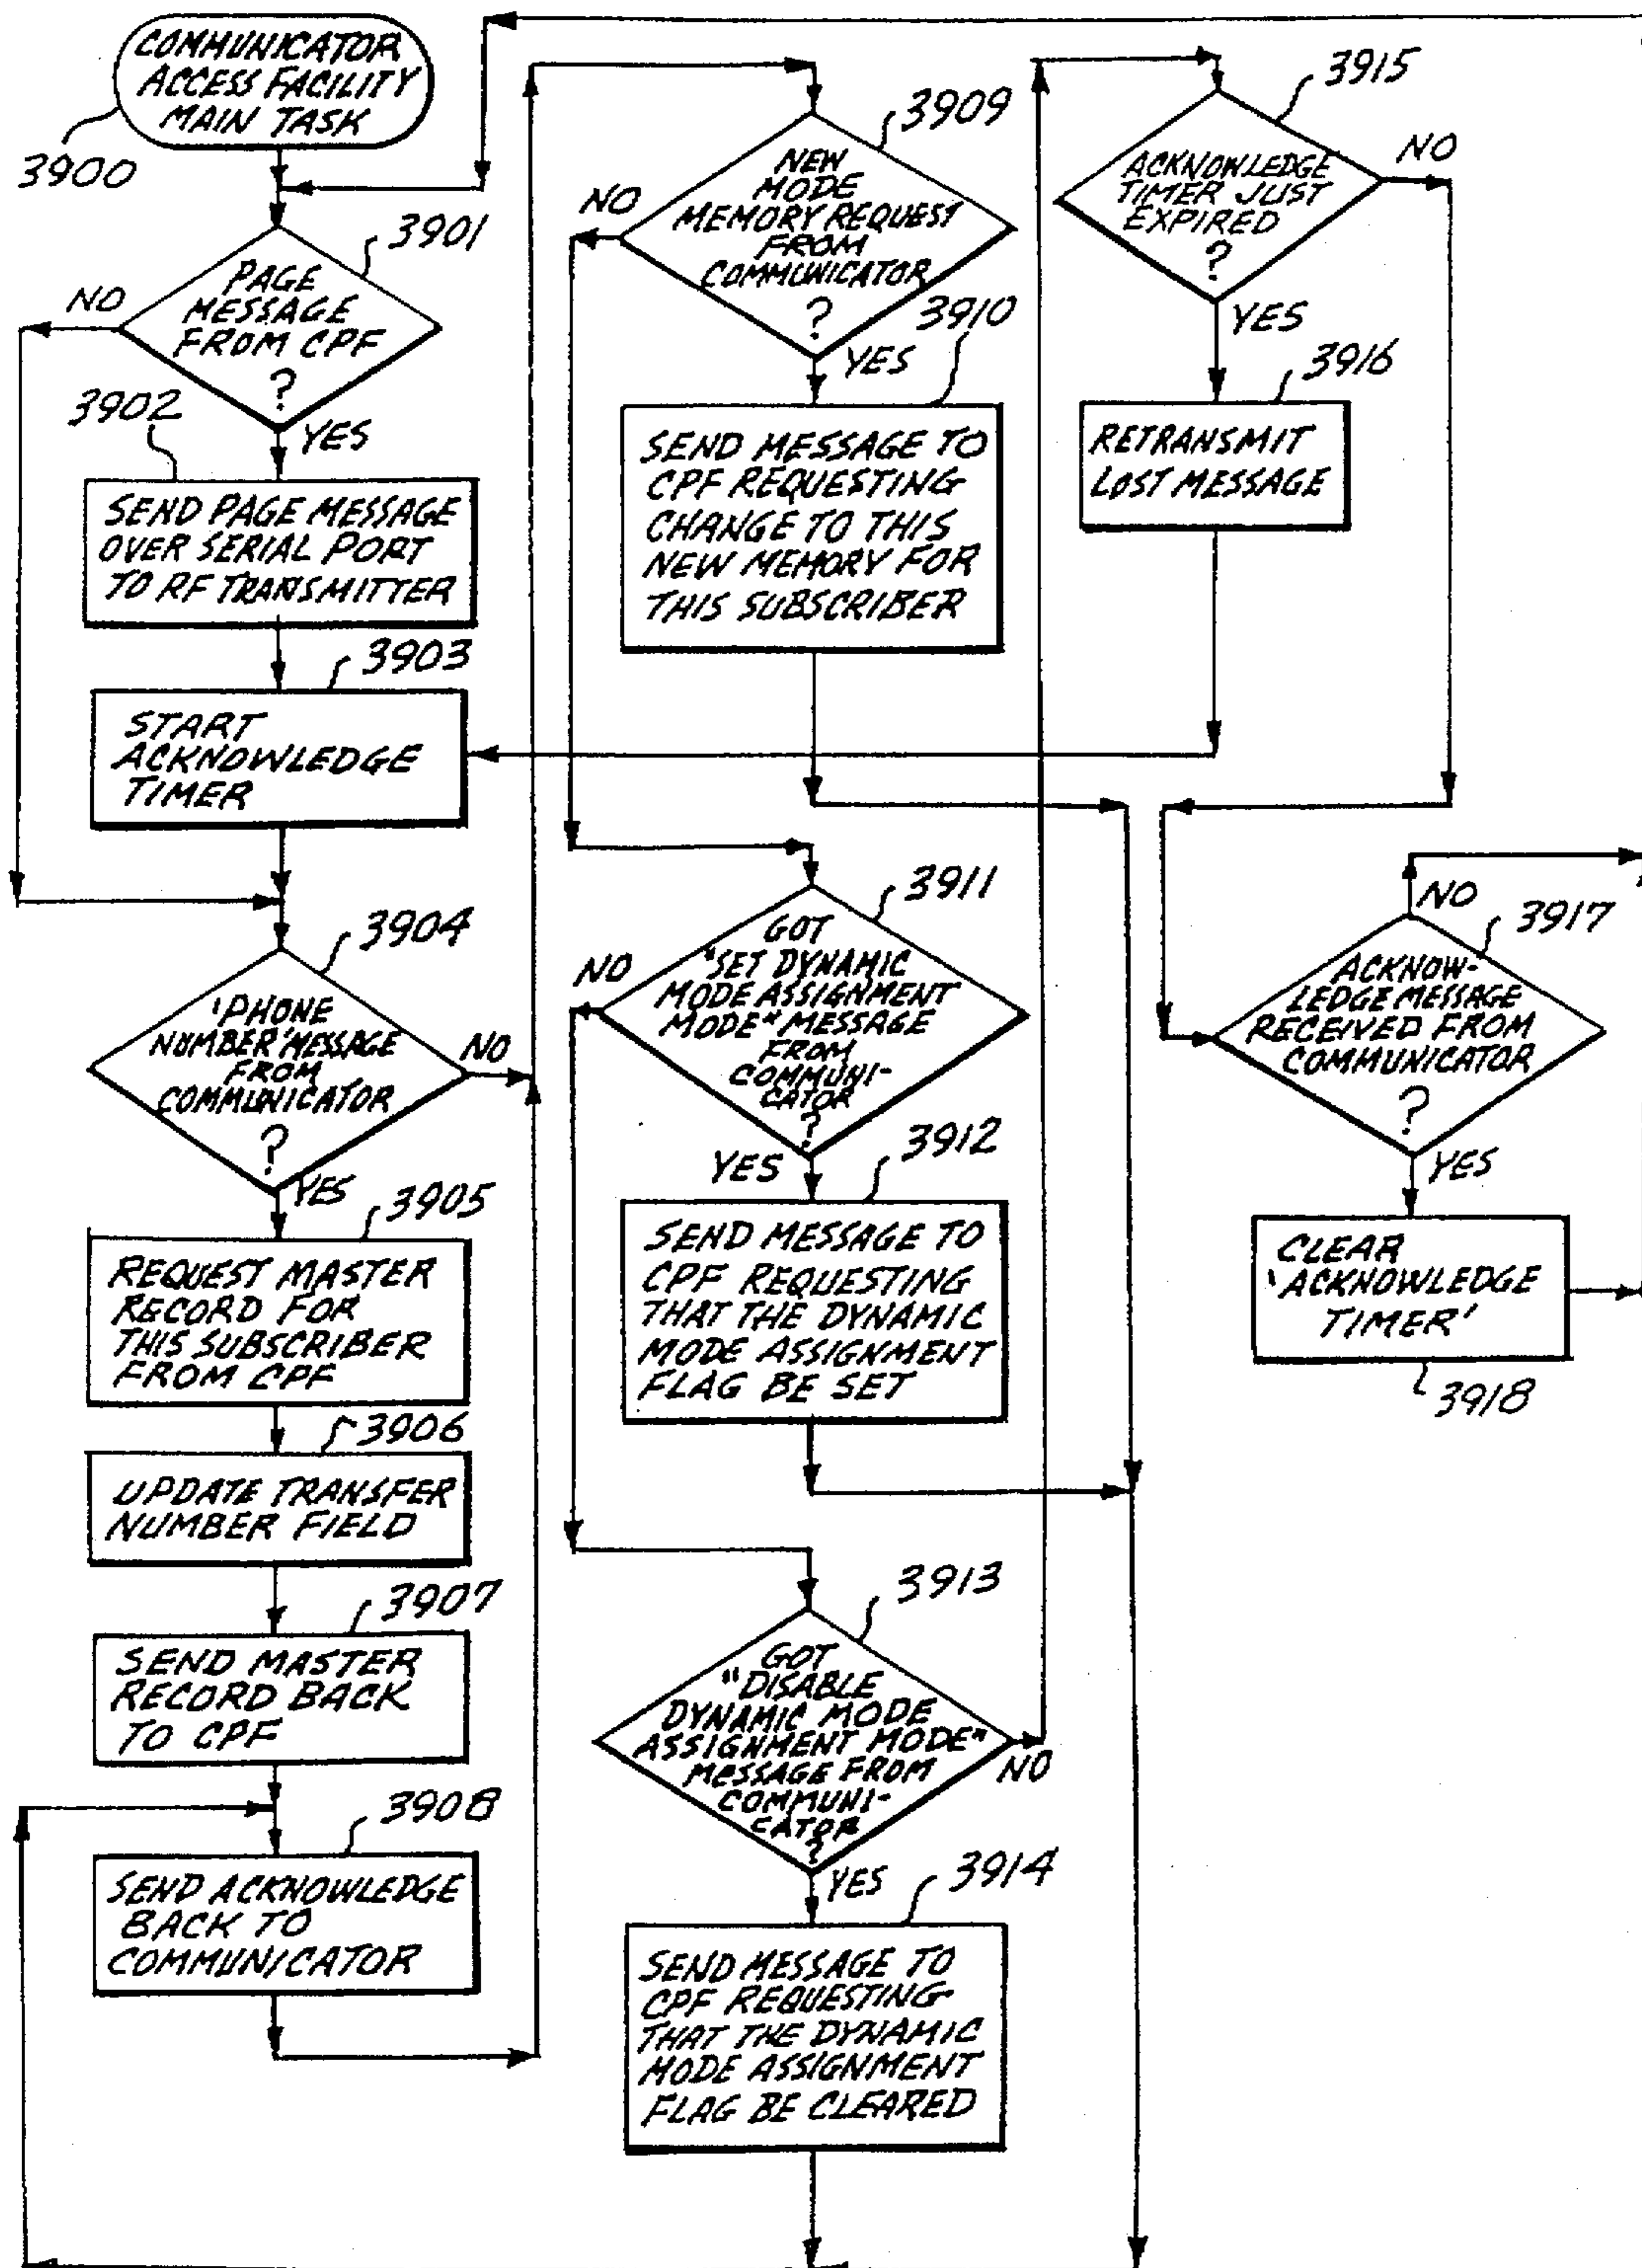 COMMUNICATOR
ACCESS FACILITY
MAIN TASK
3900
3901
PAGE
MESSAGE
FROM CPF
?
NO
YES
3902
SEND PAGE MESSAGE
OVER SERIAL PORT
TO RF TRANSMITTER
3903
START
ACKNOWLEDGE
TIMER
3904
'PHONE
NUMBER' MESSAGE
FROM
COMMUNICATOR
?
NO
YES
3905
REQUEST MASTER
RECORD FOR
THIS SUBSCRIBER
FROM CPF
3906
UPDATE TRANSFER
NUMBER FIELD
3907
SEND MASTER
RECORD BACK
TO CPF
3908
SEND ACKNOWLEDGE
BACK TO
COMMUNICATOR
3909
NEW
MODE
MEMORY REQUEST
FROM
COMMUNICATOR
?
NO
YES
3910
SEND MESSAGE TO
CPF REQUESTING
CHANGE TO THIS
NEW MEMORY FOR
THIS SUBSCRIBER
3911
GOT
"SET DYNAMIC
MODE ASSIGNMENT
MODE" MESSAGE
FROM
COMMUNI-
CATOR
?
NO
YES
3912
SEND MESSAGE TO
CPF REQUESTING
THAT THE DYNAMIC
MODE ASSIGNMENT
FLAG BE SET
3913
GOT
"DISABLE
DYNAMIC MODE
ASSIGNMENT MODE"
MESSAGE FROM
COMMUNI-
CATOR
?
NO
YES
3914
SEND MESSAGE TO
CPF REQUESTING
THAT THE DYNAMIC
MODE ASSIGNMENT
FLAG BE CLEARED
3915
ACKNOWLEDGE
TIMER JUST
EXPIRED
?
NO
YES
3916
RETRANSMIT
LOST MESSAGE
3917
ACKNOW-
LEDGE MESSAGE
RECEIVED FROM
COMMUNICATOR
?
NO
YES
CLEAR
'ACKNOWLEDGE
TIMER'
3918